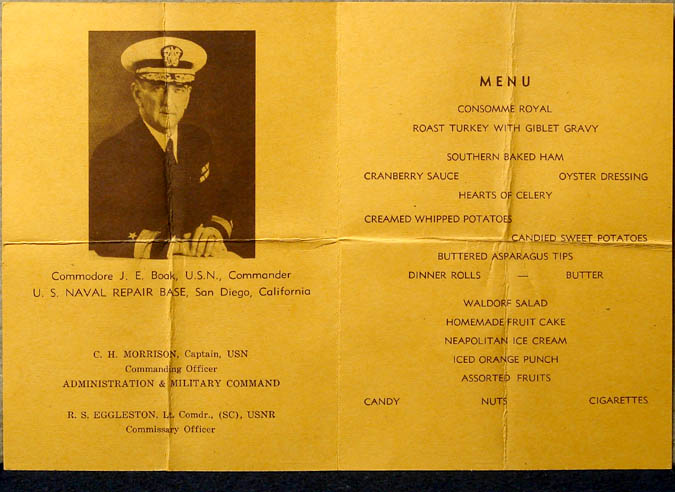 Commodore J. E. Boak, U.S.N., Commander
U. S. NAVAL REPAIR BASE, San Diego, California
C. H. MORRISON, Captain, USN
Commanding Officer
ADMINISTRATION & MILITARY COMMAND
R. S. EGGLESTON, Lt. Comdr., (SC), USNR
Commissary Officer
MENU
CONSOMME ROYAL
ROAST TURKEY WITH GIBLET GRAVY
SOUTHERN BAKED HAM
CRANBERRY SAUCE OYSTER DRESSING
HEARTS OF CELERY
CREAMED WHIPPED POTATOES
CANDIED SWEET POTATOES
BUTTERED ASPARAGUS TIPS
DINNER ROLLS — BUTTER
WALDORF SALAD
HOMEMADE FRUIT CAKE
NEAPOLITAN ICE CREAM
ICED ORANGE PUNCH
ASSORTED FRUITS
CANDY NUTS CIGARETTES